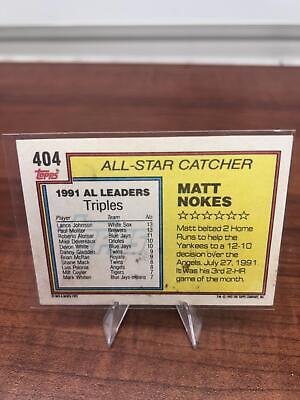 404
TOPPS
ALL-STAR CATCHER
1991 AL LEADERS
Triples
Player Team No
Lance Johnson White Sox 13
Paul Molitor Brewers 13
Roberto Alomar Blue Jays 11
Mike Devereaux Orioles 10
Devon White Blue Jays 10
Danny Gladden Twins 9
Brian McRae Royals 9
Shane Mack Twins 8
Luis Polonia Angels 8
Milt Cuyler Tigers 7
Mark Whiten Blue Jays-Indians 7
MATT
NOKES
☆☆☆☆☆☆
Matt belted 2 Home
Runs to help the
Yankees to a 12-10
decision over the
Angels, July 27, 1991.
It was his 3rd 2-HR
game of the month.